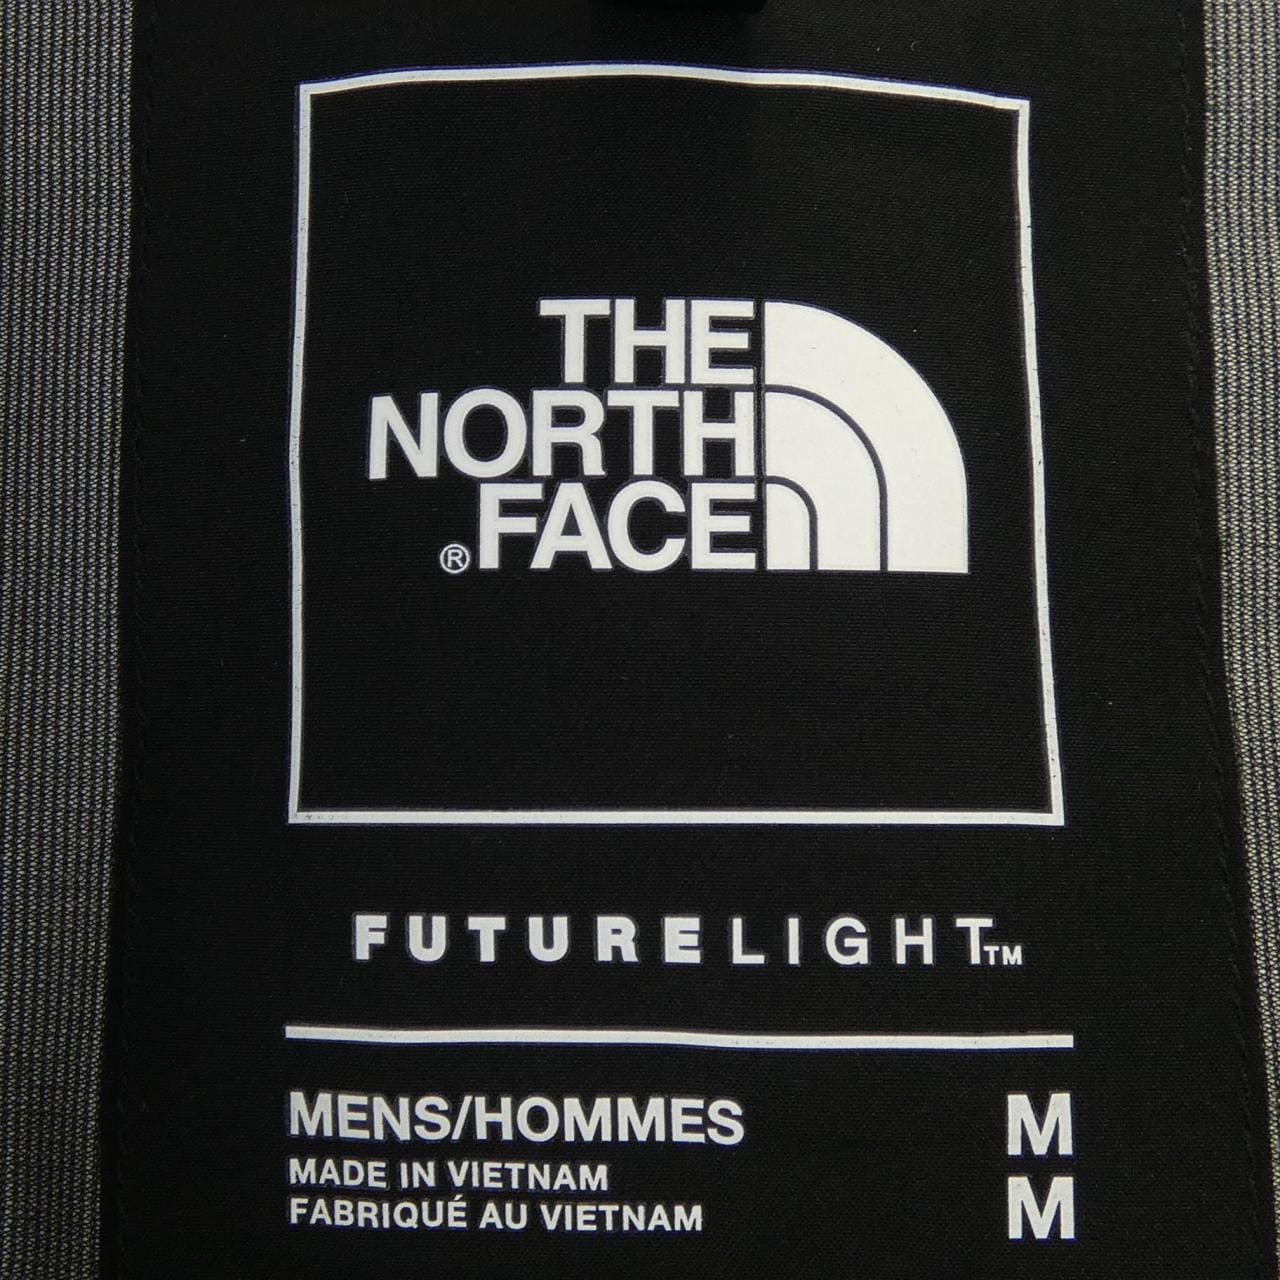 THE
NORTH
® FACE
FUTURELIGHT™
MENS/HOMMES M
MADE IN VIETNAM
FABRIQUÉ AU VIETNAM M